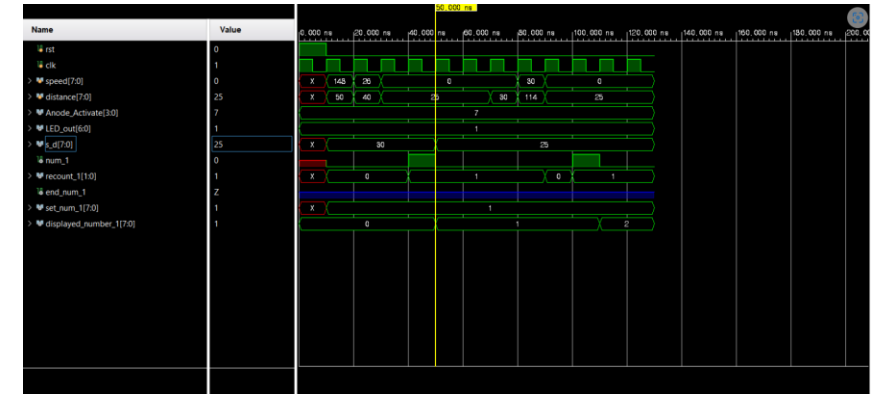 50.000 ns
Name Value 0.000 ns 20.000 ns 40.000 ns 60.000 ns 80.000 ns 100.000 ns 120.000 ns 140.000 ns 160.000 ns 180.000 ns 200.00
rst 0
clk 1
> speed[7:0] 0 X 148 26 0 30 0
> distance[7:0] 25 X 50 40 25 30 114 25
> Anode_Activate[3:0] 7 7
> LED_out[6:0] 1 1
> s_d[7:0] 25 X 30 25
num_1 0
> recount_1[1:0] 1 X 0 1 0 1
end_num_1 Z
> set_num_1[7:0] 1 X 1
> displayed_number_1[7:0] 1 0 1 2